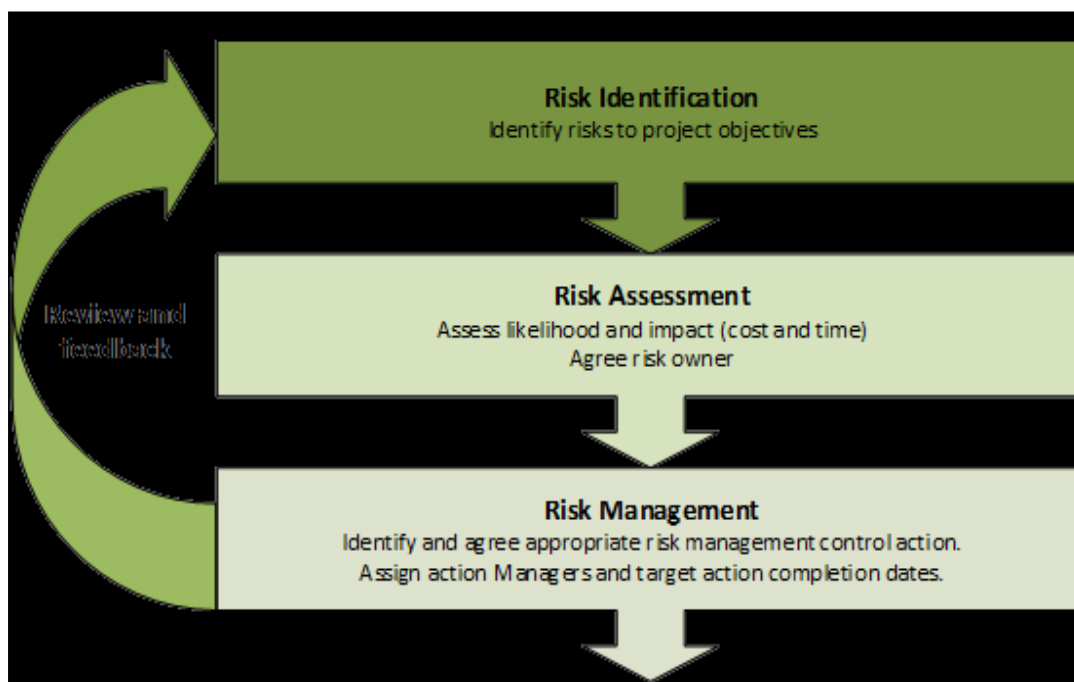 Risk Identification
Identify risks to project objectives
Risk Assessment
Assess likelihood and impact (cost and time)
Agree risk owner
Review and
feedback
Risk Management
Identify and agree appropriate risk management control action.
Assign action Managers and target action completion dates.